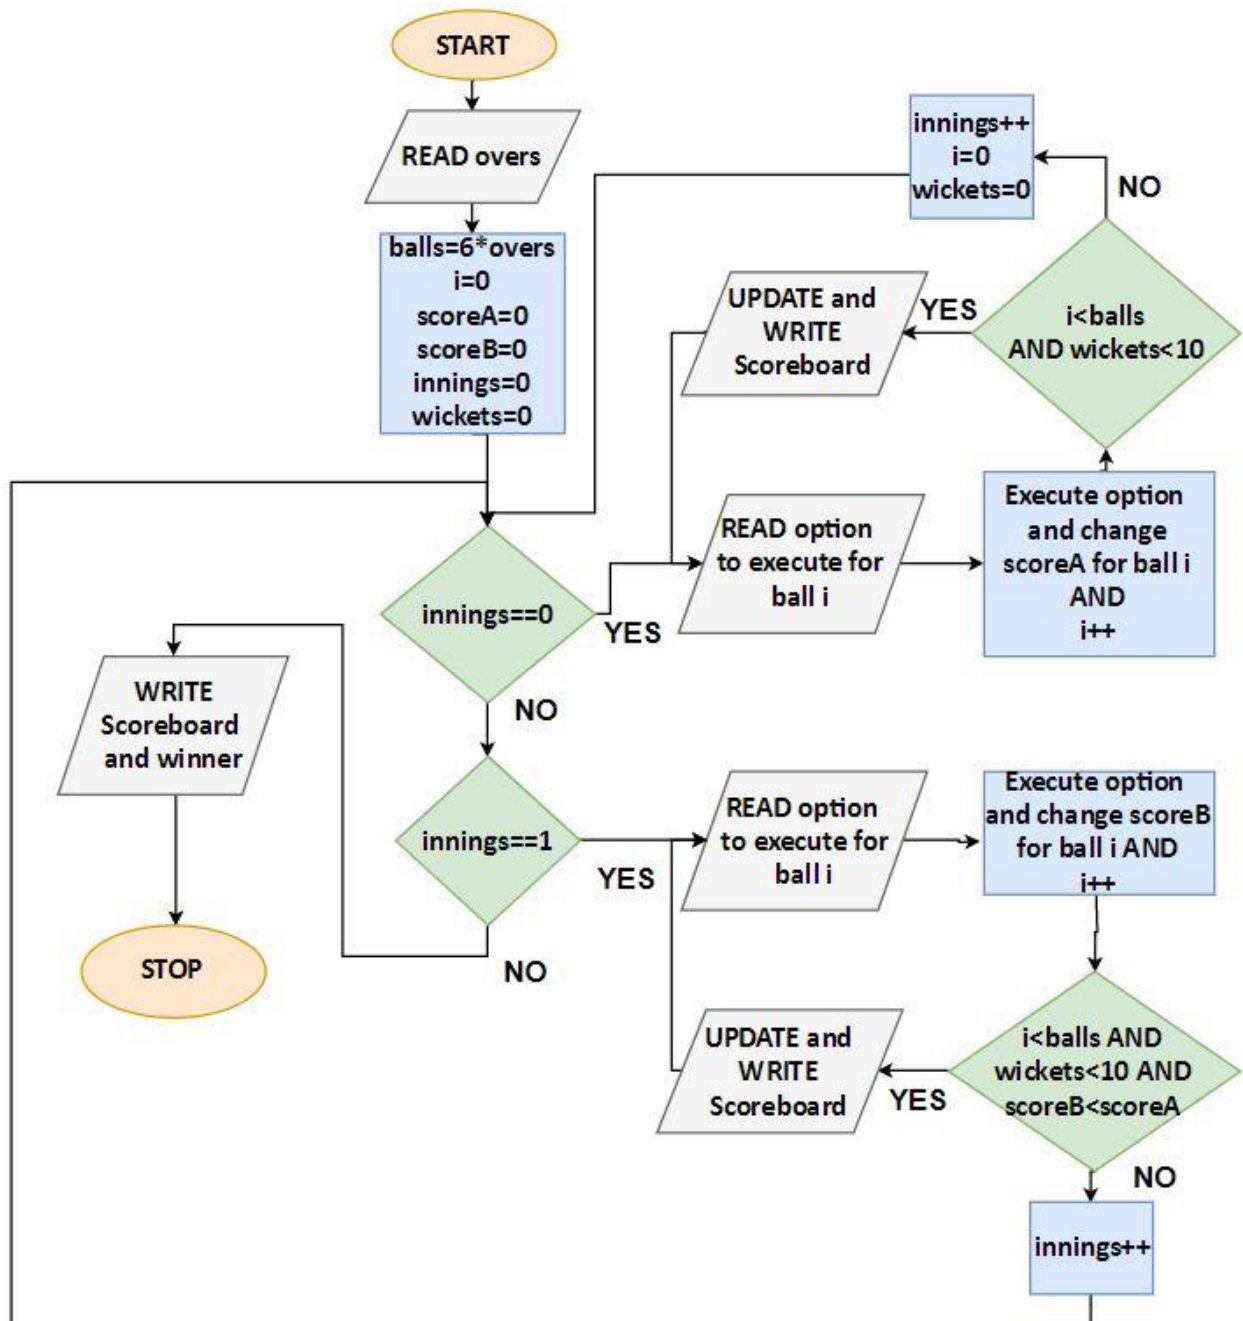 START
READ overs
balls=6*overs
i=0
scoreA=0
scoreB=0
innings=0
wickets=0
innings++
i=0
wickets=0
NO
i<balls
AND wickets<10
YES
UPDATE and
WRITE
Scoreboard
READ option
to execute for
ball i
Execute option
and change
scoreA for ball i
AND
i++
innings==0
YES
NO
WRITE
Scoreboard
and winner
STOP
innings==1
YES
NO
READ option
to execute for
ball i
Execute option
and change scoreB
for ball i AND
i++
i<balls AND
wickets<10 AND
scoreB<scoreA
YES
UPDATE and
WRITE
Scoreboard
NO
innings++